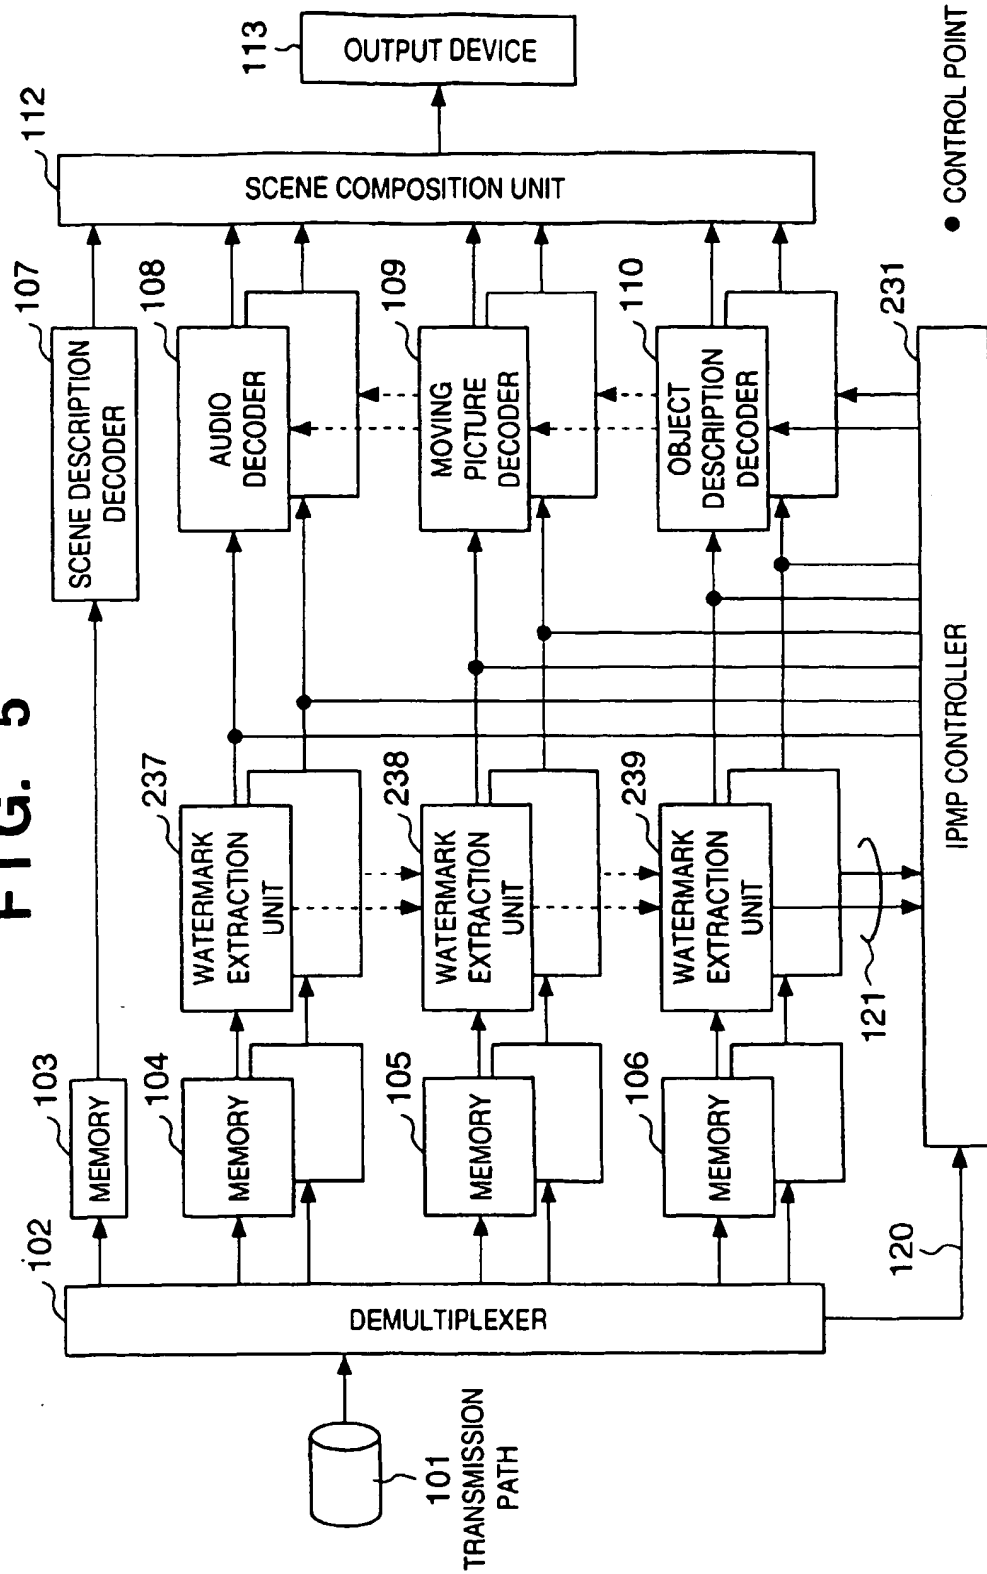 FIG. 5
101
TRANSMISSION
PATH
102
DEMULTIPLEXER
120
103
MEMORY
104
MEMORY
105
MEMORY
106
MEMORY
237
WATERMARK
EXTRACTION
UNIT
238
WATERMARK
EXTRACTION
UNIT
239
WATERMARK
EXTRACTION
UNIT
121
107
SCENE DESCRIPTION
DECODER
108
AUDIO
DECODER
109
MOVING
PICTURE
DECODER
110
OBJECT
DESCRIPTION
DECODER
231
IPMP CONTROLLER
112
SCENE COMPOSITION UNIT
113
OUTPUT DEVICE
● CONTROL POINT